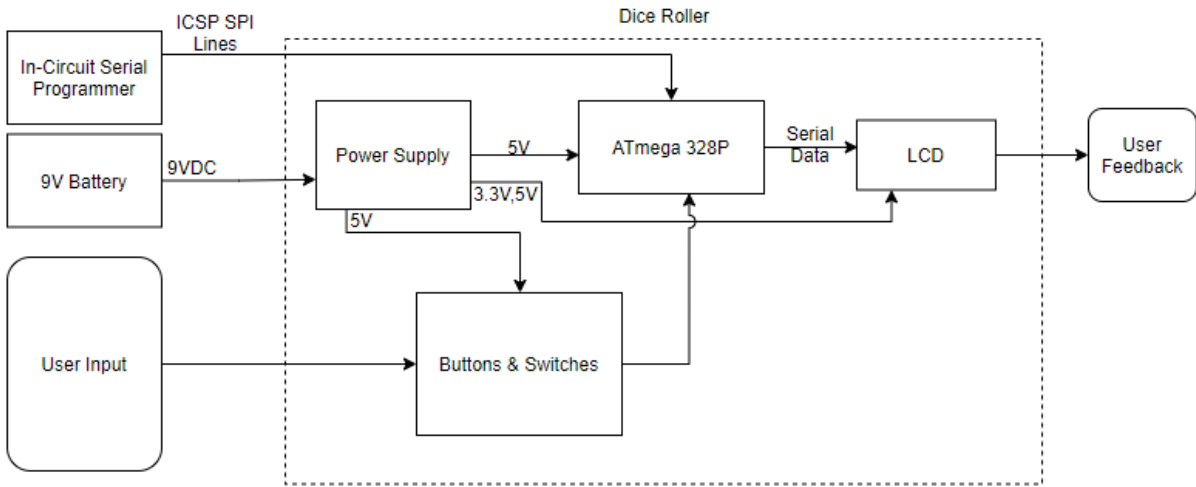 Dice Roller
ICSP SPI
Lines
In-Circuit Serial
Programmer
9V Battery
9VDC
Power Supply
5V
3.3V,5V
5V
ATmega 328P
Serial
Data
LCD
User
Feedback
User Input
Buttons & Switches